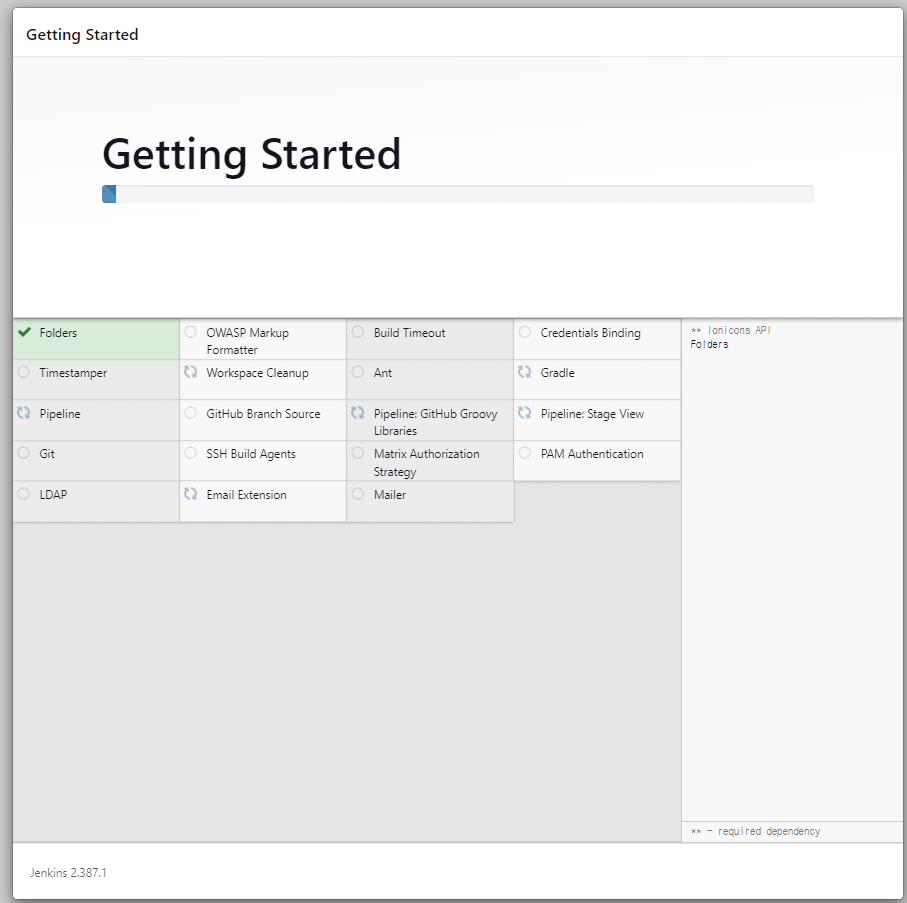 Getting Started
Getting Started
Folders
OWASP Markup
Formatter
Build Timeout
Credentials Binding
Timestamper
Workspace Cleanup
Ant
Gradle
Pipeline
GitHub Branch Source
Pipeline: GitHub Groovy
Libraries
Pipeline: Stage View
Git
SSH Build Agents
Matrix Authorization
Strategy
PAM Authentication
LDAP
Email Extension
Mailer
** Ionicons API
Folders
** - required dependency
Jenkins 2.387.1